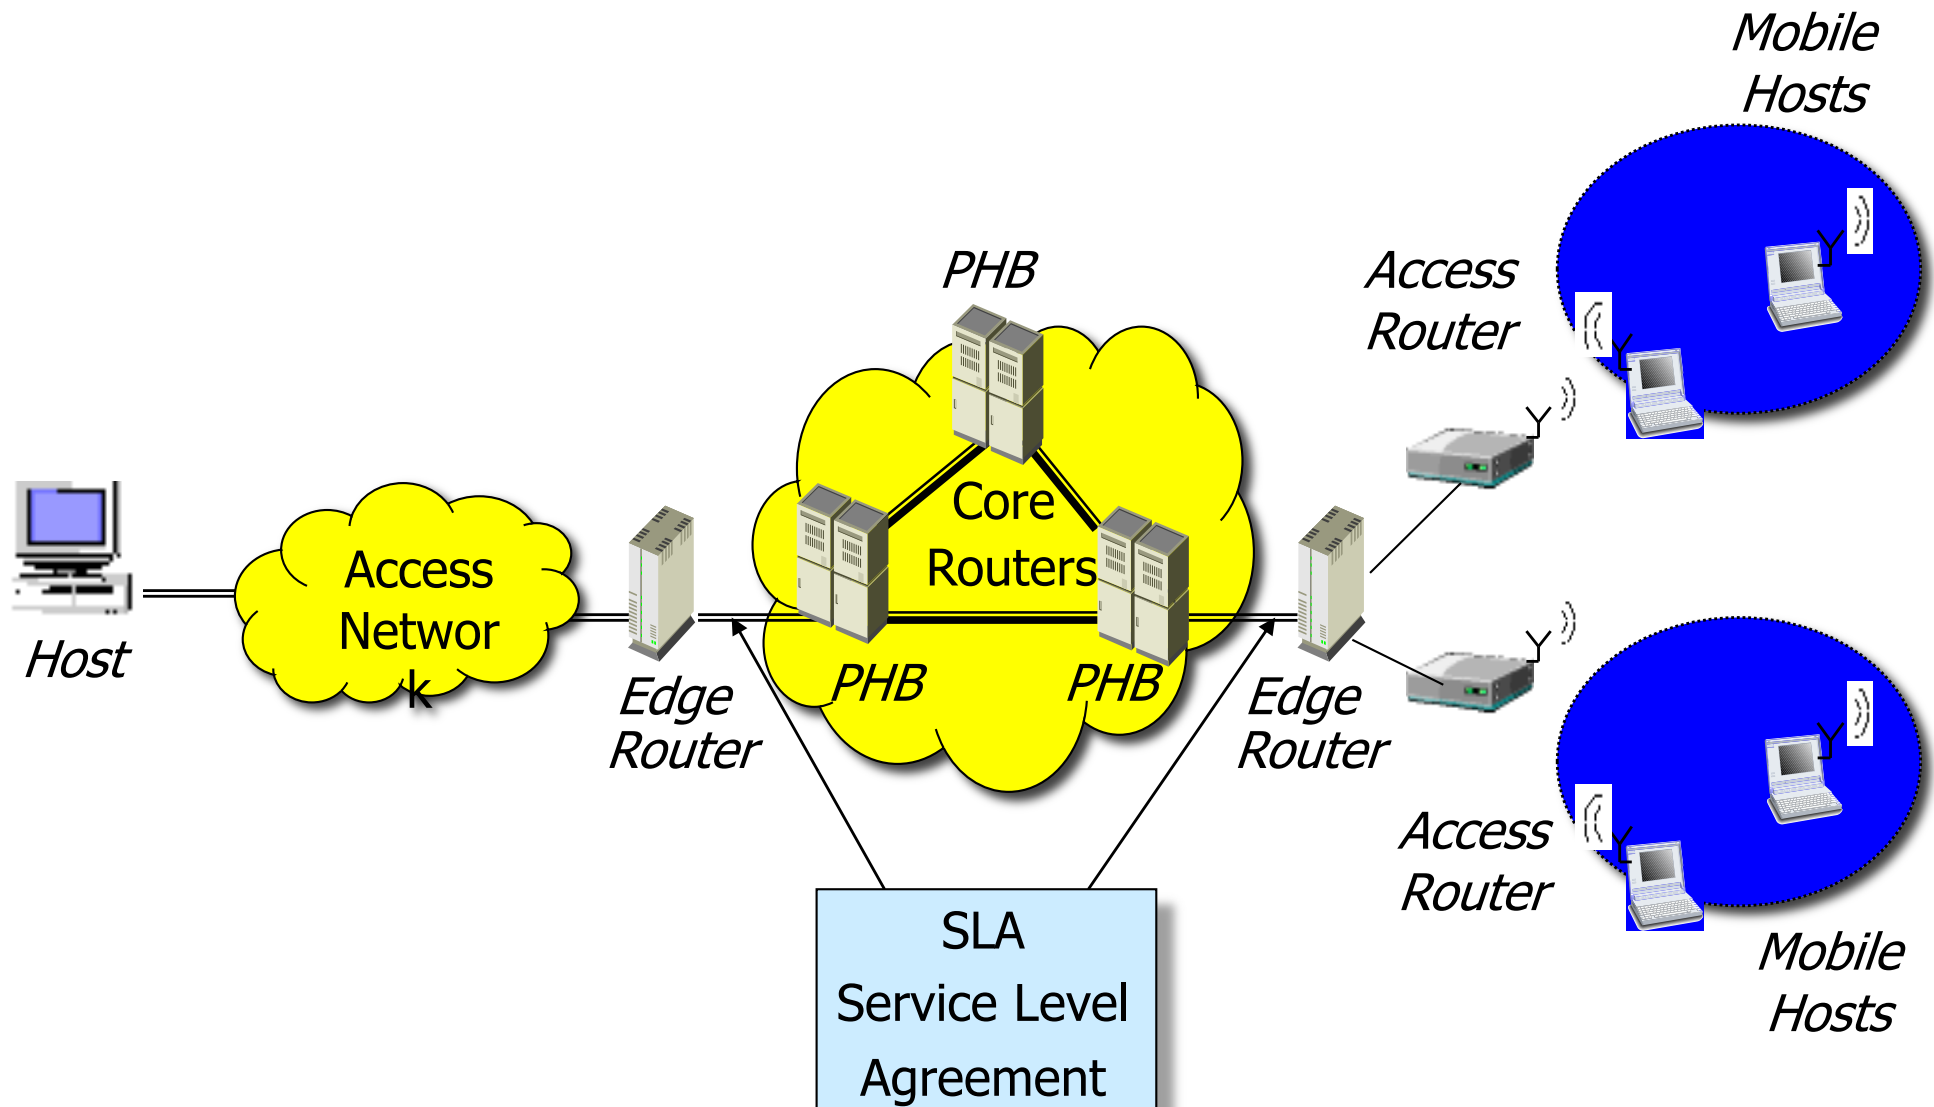 Mobile
Hosts
PHB
Access
Router
Core
Routers
Access
Networ
k
Host
PHB
PHB
Edge
Router
Edge
Router
Access
Router
SLA
Service Level
Agreement
Mobile
Hosts